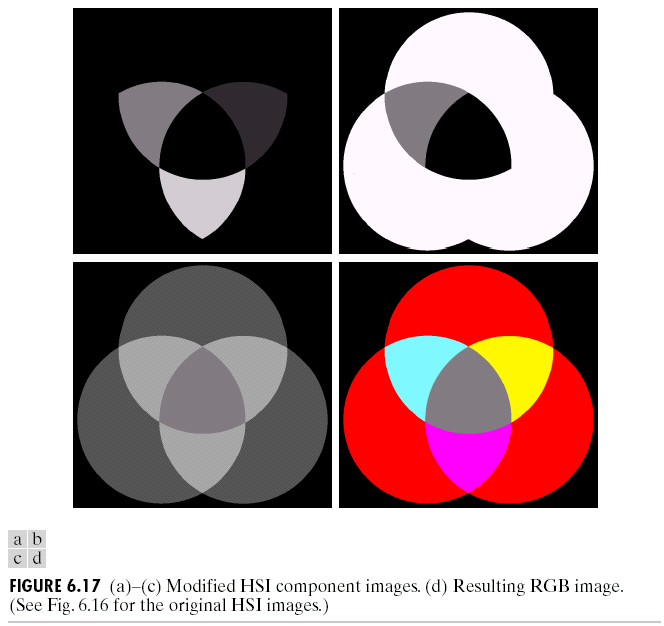 a b
c d
FIGURE 6.17 (a)–(c) Modified HSI component images. (d) Resulting RGB image.
(See Fig. 6.16 for the original HSI images.)